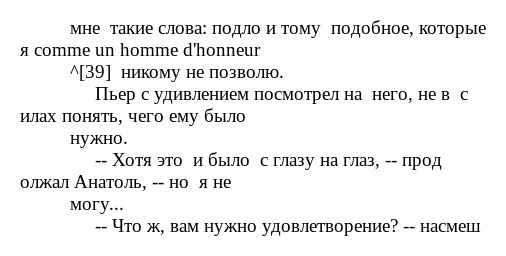 мне такие слова: подло и тому подобное, которые
я comme un homme d'honneur
^[39] никому не позволю.
Пьер с удивлением посмотрел на него, не в с
илах понять, чего ему было
нужно.
-- Хотя это и было с глазу на глаз, -- прод
олжал Анатоль, -- но я не
могу...
-- Что ж, вам нужно удовлетворение? -- насмеш